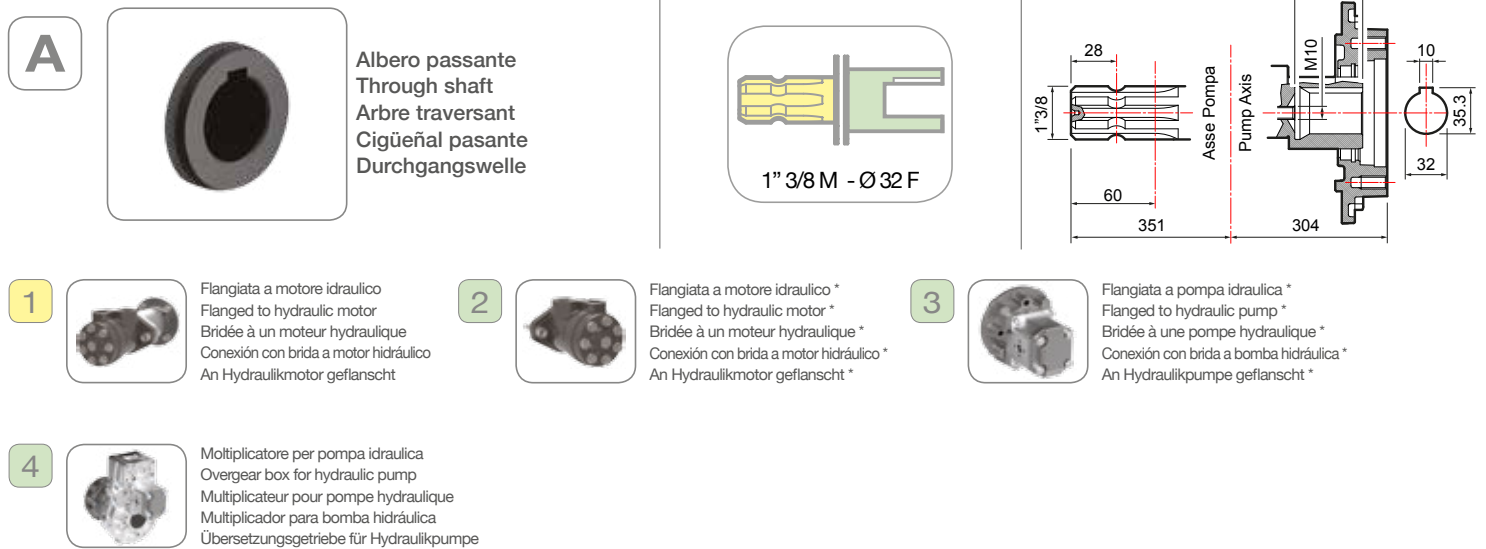 A
Albero passante
Through shaft
Arbre traversant
Cigüeñal pasante
Durchgangswelle
1” 3/8 M - Ø 32 F
28
1”3/8
60
351
Asse Pompa
Pump Axis
M10
304
10
35.3
32
1
Flangiata a motore idraulico
Flanged to hydraulic motor
Bridée à un moteur hydraulique
Conexión con brida a motor hidráulico
An Hydraulikmotor geflanscht
2
Flangiata a motore idraulico *
Flanged to hydraulic motor *
Bridée à un moteur hydraulique *
Conexión con brida a motor hidráulico *
An Hydraulikmotor geflanscht *
3
Flangiata a pompa idraulica *
Flanged to hydraulic pump *
Bridée à une pompe hydraulique *
Conexión con brida a bomba hidráulica *
An Hydraulikpumpe geflanscht *
4
Moltiplicatore per pompa idraulica
Overgear box for hydraulic pump
Multiplicateur pour pompe hydraulique
Multiplicador para bomba hidráulica
Übersetzungsgetriebe für Hydraulikpumpe